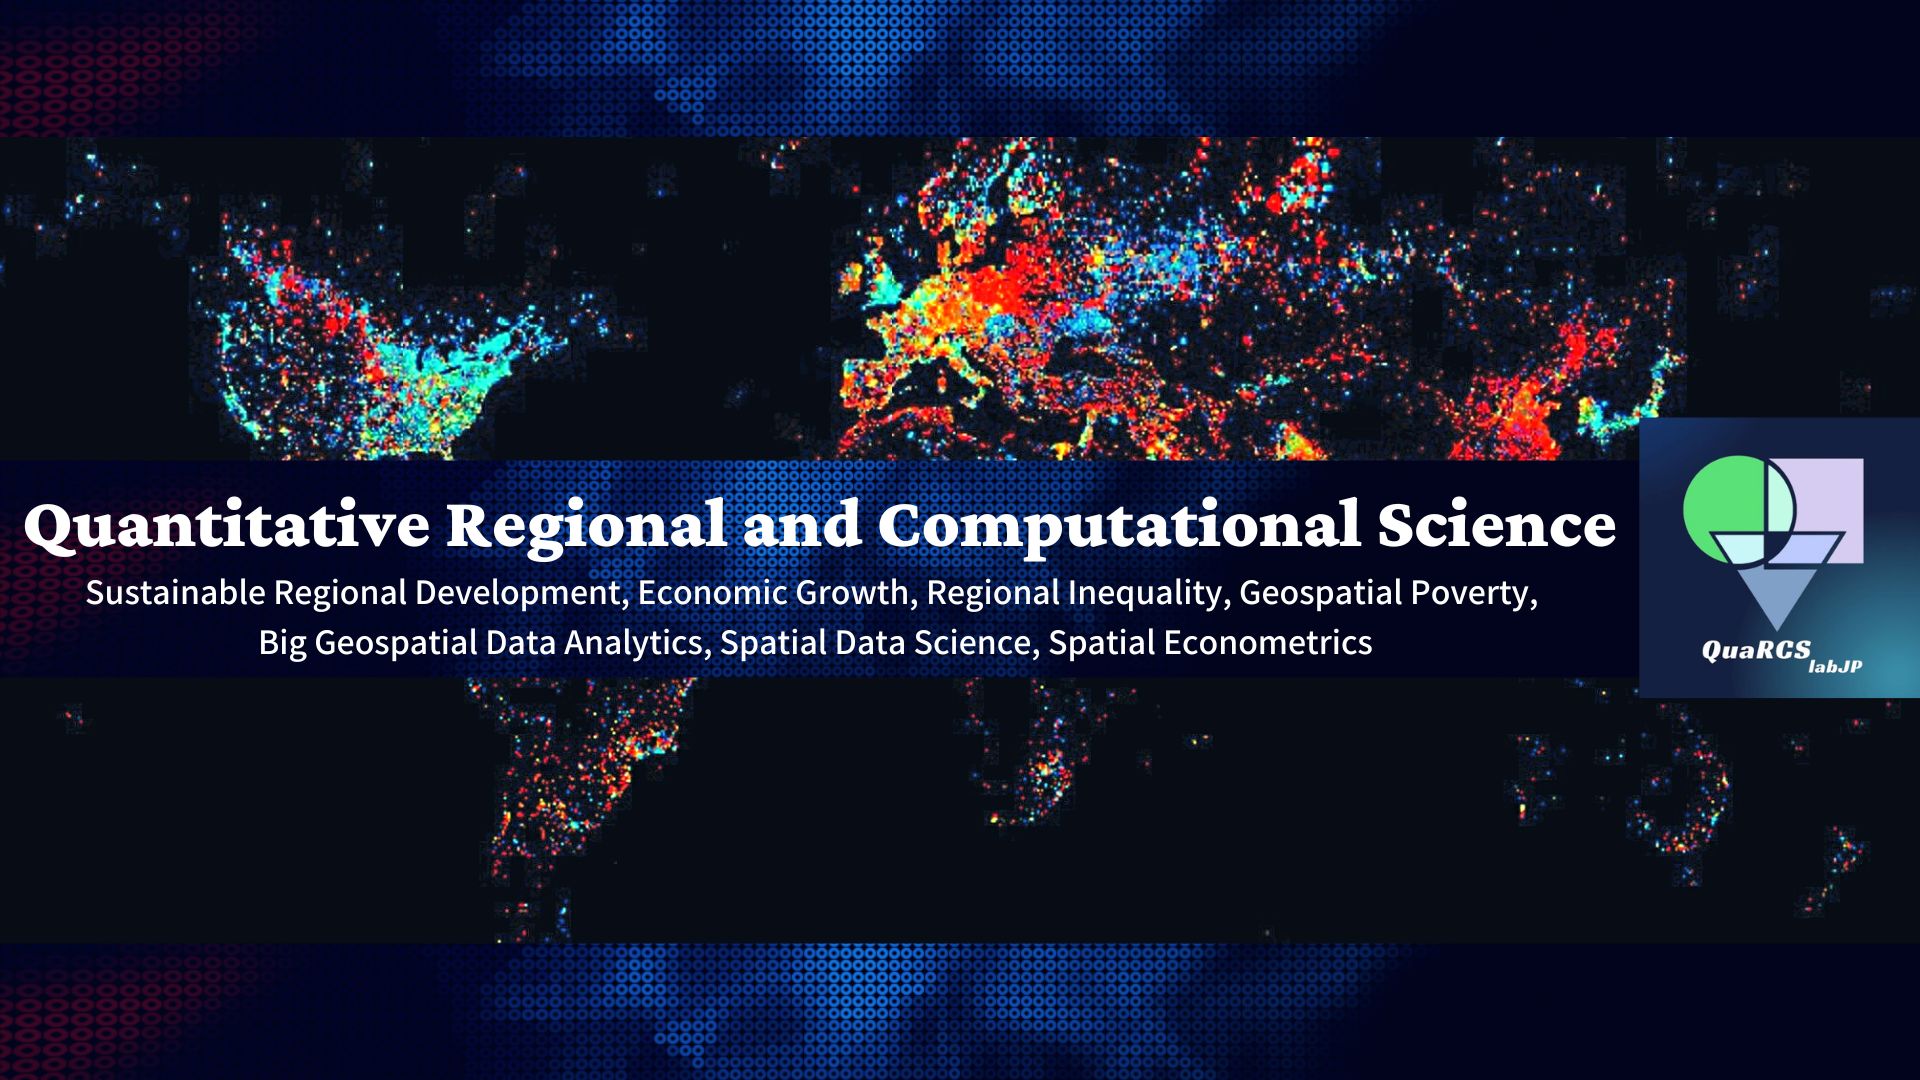 Quantitative Regional and Computational Science
Sustainable Regional Development, Economic Growth, Regional Inequality, Geospatial Poverty,
Big Geospatial Data Analytics, Spatial Data Science, Spatial Econometrics
QuaRCS
labJP